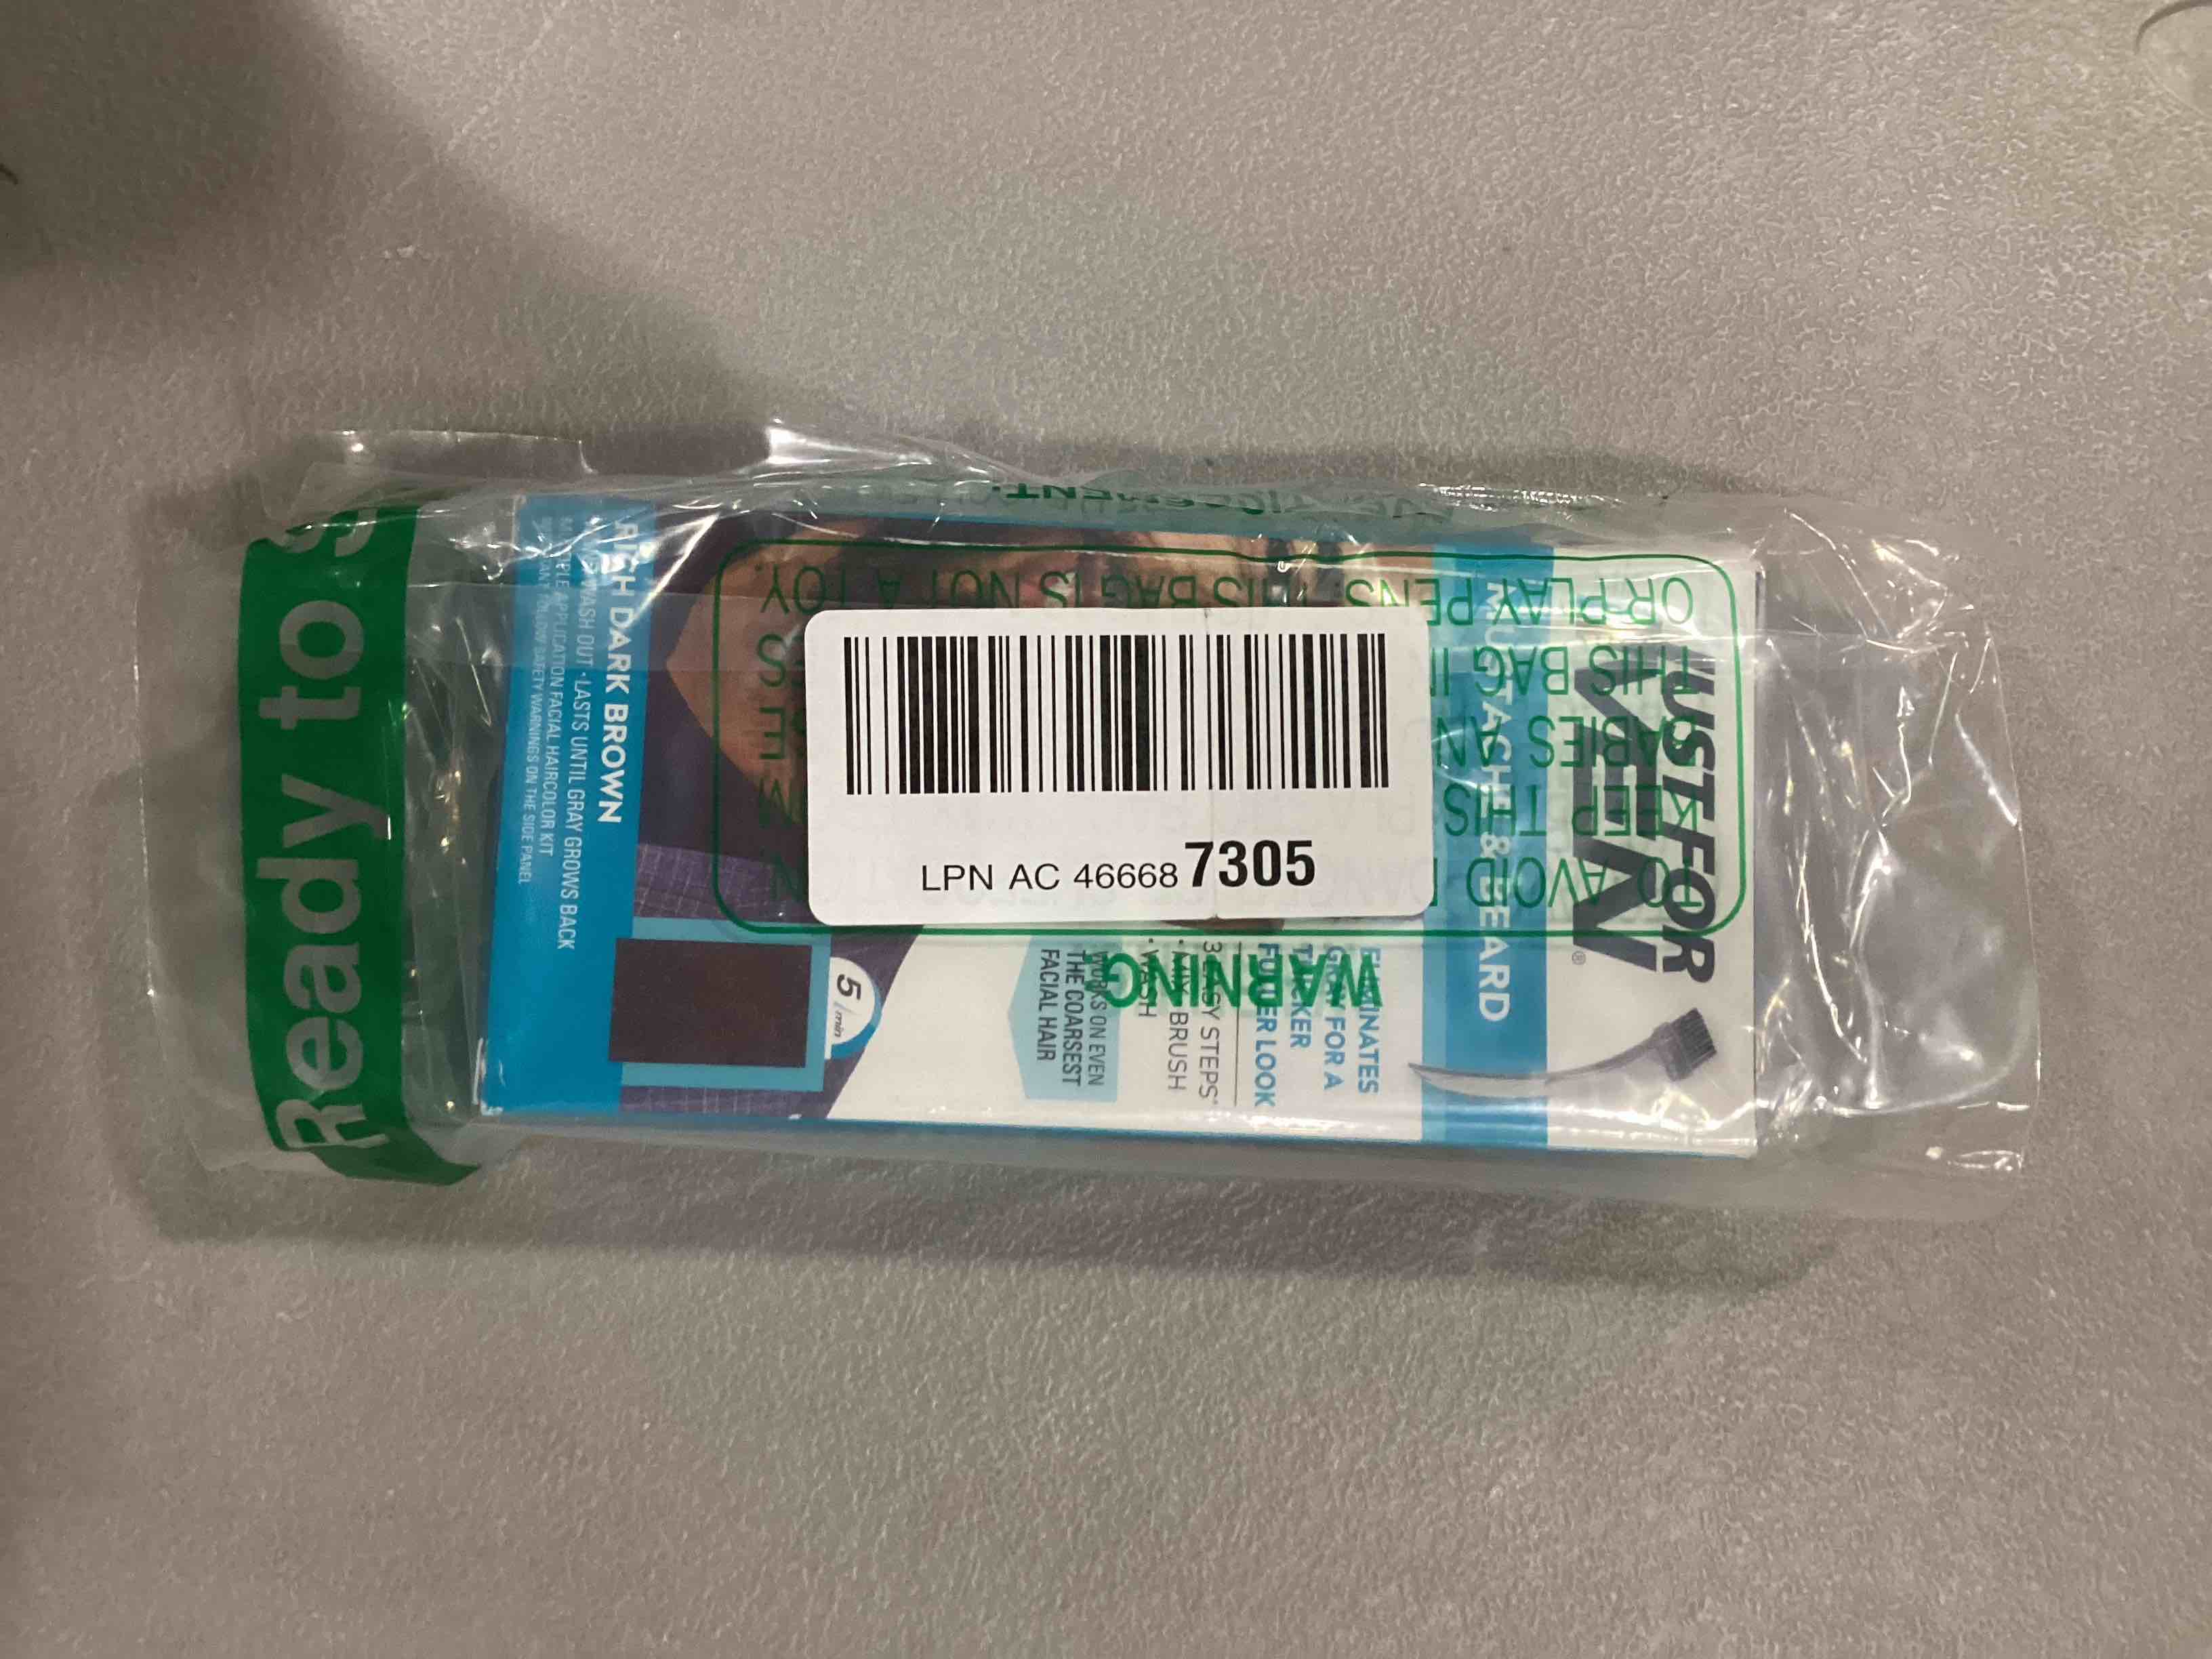 Ready to
LPN AC 466687305
JUST FOR
MEN®
MUSTACHE & BEARD
ELIMINATES
GRAY FOR A
THICKER
FULLER LOOK
3 EASY STEPS*
• MIX • BRUSH
• WASH
WORKS ON EVEN
THE COARSEST
FACIAL HAIR
5 min
DARK BROWN
WASH OUT • LASTS UNTIL GRAY GROWS BACK
APPLICATION FACIAL HAIRCOLOR KIT
FOLLOW SAFETY WARNINGS ON THE SIDE PANEL
WARNING
TO AVOID
KEEP THIS
THIS BAG IN
OR PLAY PENS. THIS BAG IS NOT A TOY.